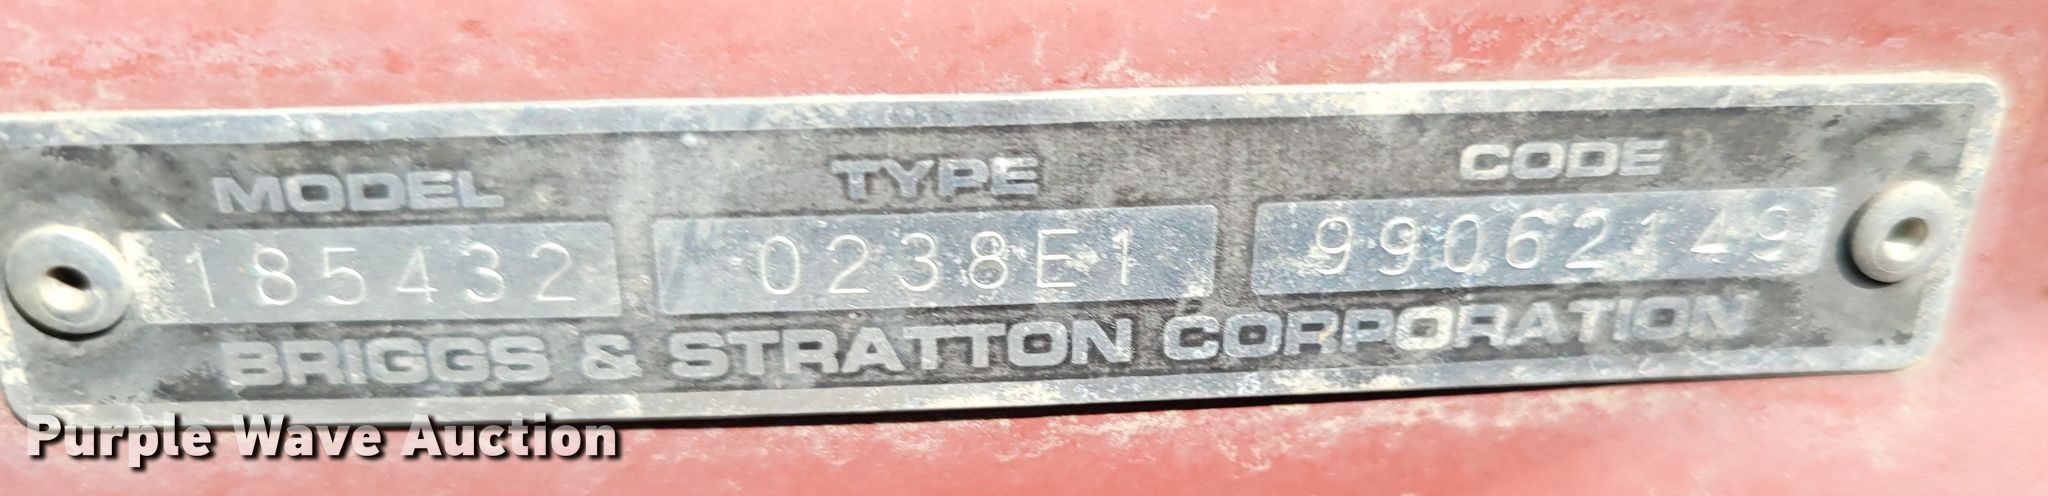 MODEL TYPE CODE
185432 0238E1 99062149
BRIGGS & STRATTON CORPORATION
Purple Wave Auction